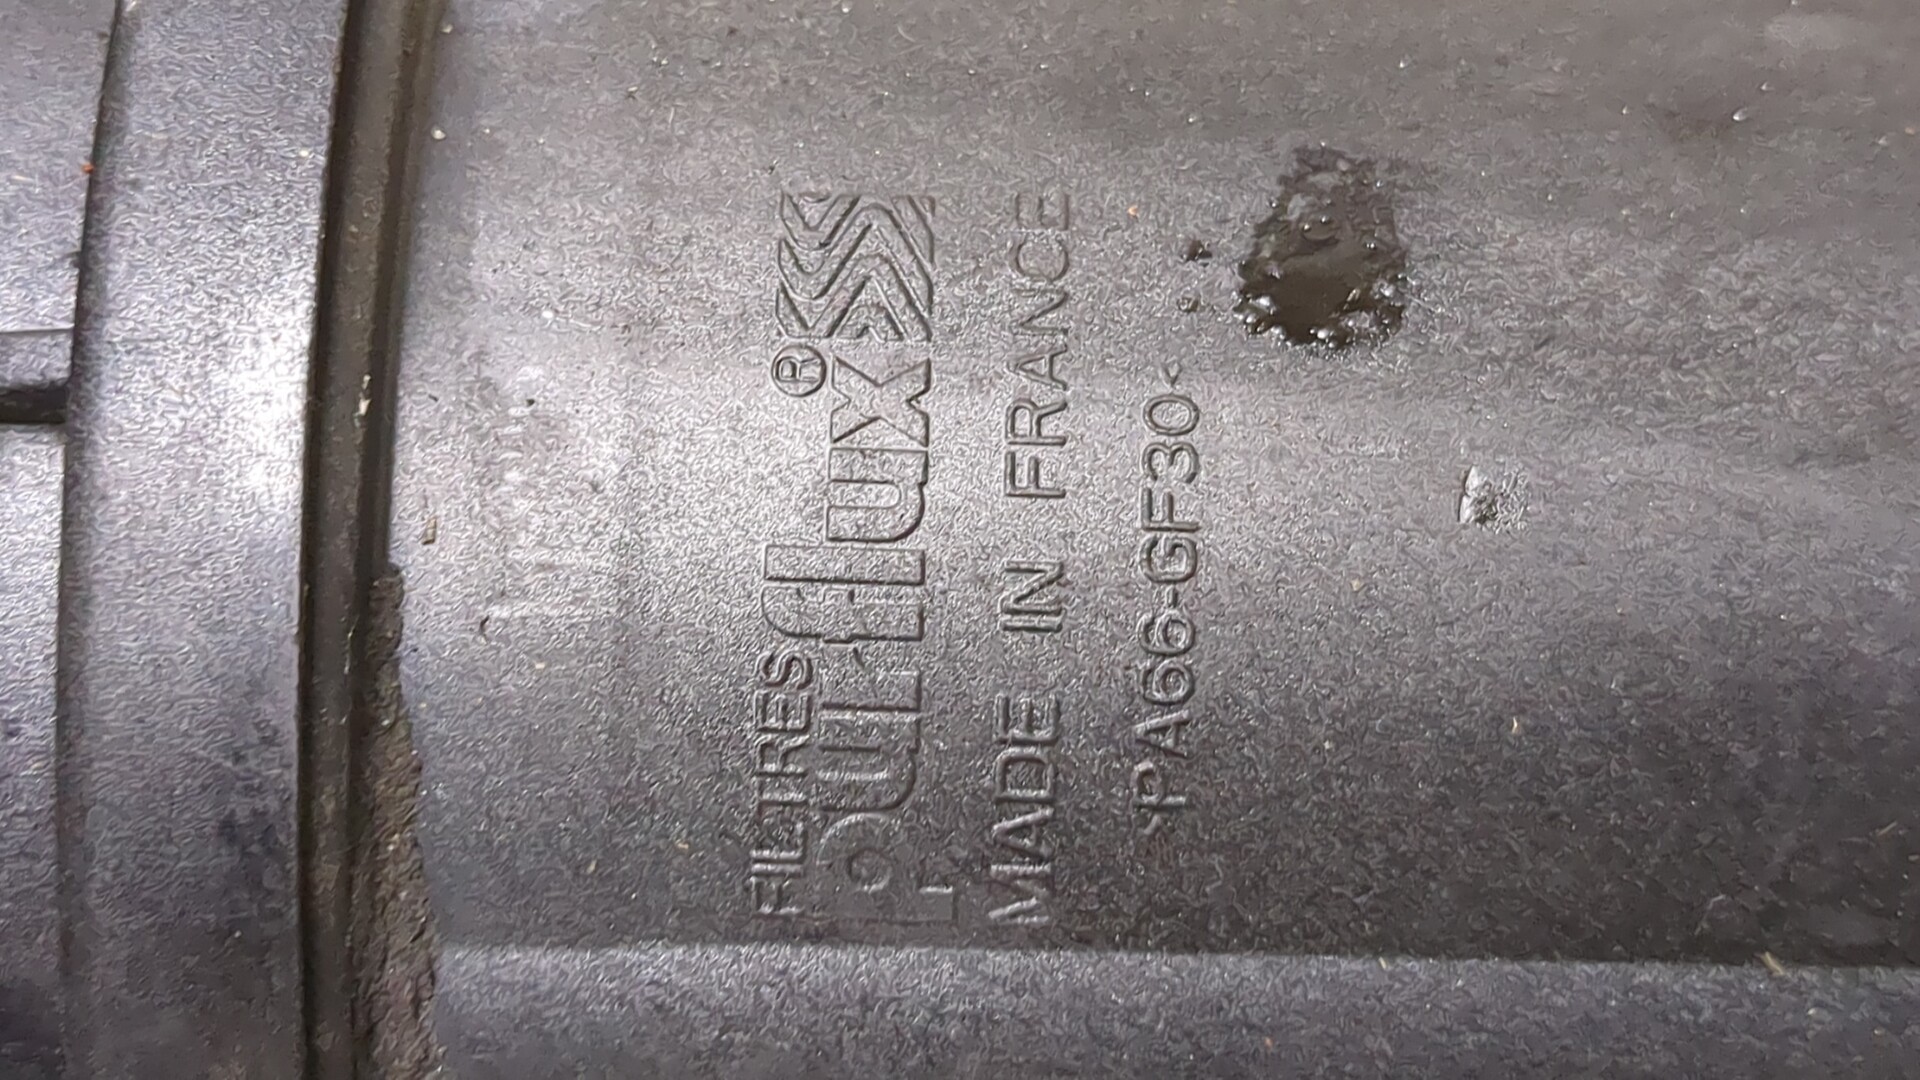 FILTRES
Purflux®
MADE IN FRANCE
>PA66-GF30<